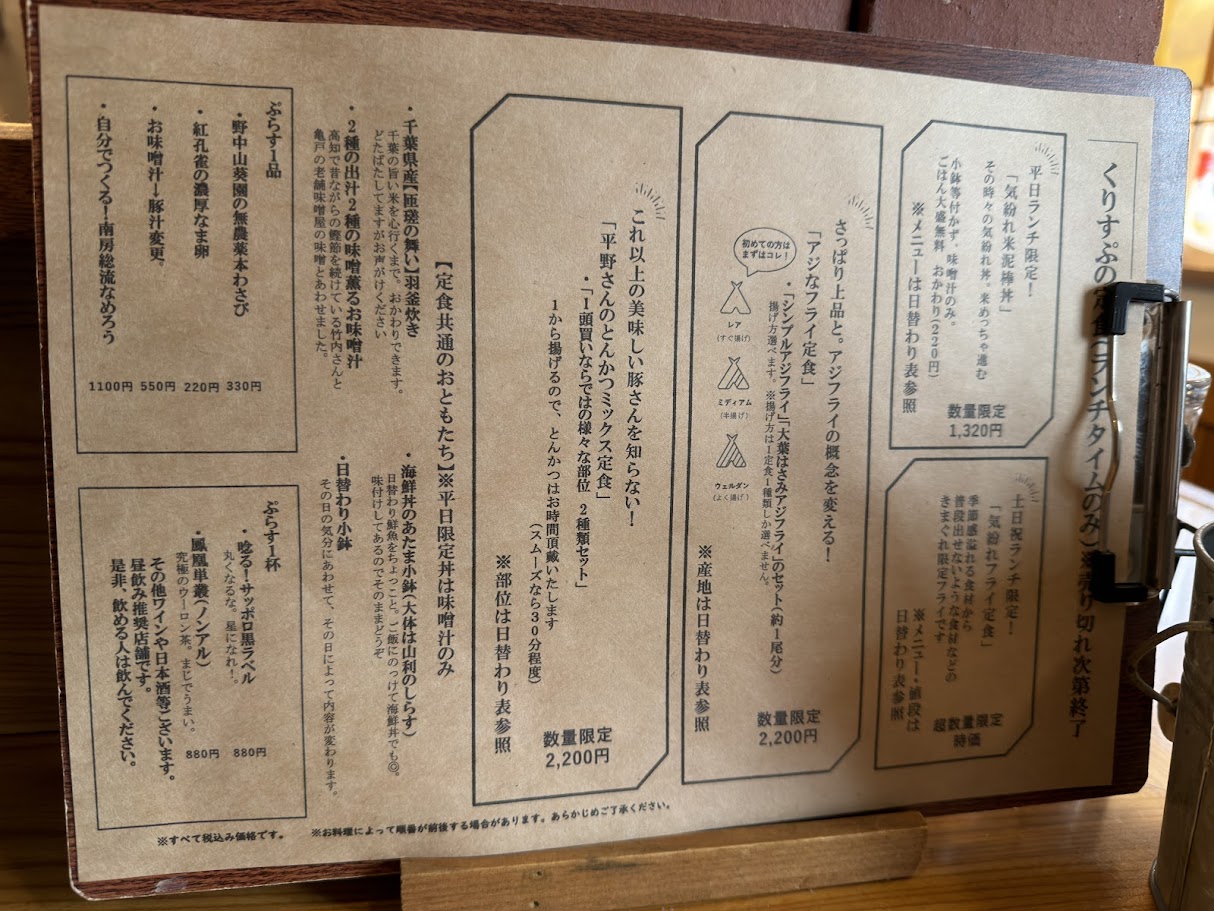 くりすぷの定食(ランチタイムのみ)※売り切れ次第終了
平日ランチ限定!
「気紛れ米泥棒丼」
その時々の気紛れ丼。米めっちゃ進む
小鉢等付かず、味噌汁のみ。
ごはん大盛無料 おかわり(220円)
※メニューは日替わり表参照
数量限定
1,320円
土日祝ランチ限定!
「気紛れフライ定食」
季節感溢れる食材から
普段出せないような食材などの
きまぐれ限定フライです
※メニュー・値段は
日替わり表参照
超数量限定
時価
さっぱり上品と。アジフライの概念を変える!
「アジなフライ定食」
・「シンプルアジフライ」「大葉はさみアジフライ」のセット(約1尾分)
揚げ方選べます。※揚げ方は1定食1種類しか選べません。
初めての方は
まずはコレ!
レア
(すぐ揚げ)
ミディアム
(半揚げ)
ウェルダン
(よく揚げ)
※産地は日替わり表参照
数量限定
2,200円
これ以上の美味しい豚さんを知らない!
「平野さんのとんかつミックス定食」
・「1頭買いならではの様々な部位 2種類セット」
1から揚げるので、とんかつはお時間頂戴いたします
(スムーズなら30分程度)
※部位は日替わり表参照
数量限定
2,200円
【定食共通のおともたち】※平日限定丼は味噌汁のみ
・千葉県産【匝瑳の舞い】羽釜炊き
千葉の旨い米を心行くまで。おかわりできます。
どたばたしてますがお声がけください
・2種の出汁2種の味噌薫るお味噌汁
高知で昔ながらの鰹節を続けている竹内さんと
亀戸の老舗味噌屋の味噌とあわせました。
・海鮮丼のあたま小鉢(大体は山利のしらす)
日替わり鮮魚をちょっこと。ご飯にのっけて海鮮丼でも◎。
味付けしてあるのでそのままどうぞ
・日替わり小鉢
その日の気分にあわせて、その日によって内容が変わります。
ぷらす1品
・野中山葵園の無農薬本わさび 330円
・紅孔雀の濃厚なま卵 220円
・お味噌汁→豚汁変更。 550円
・自分でつくる!南房総流なめろう 1100円
ぷらす1杯
・唸る!サッポロ黒ラベル 880円
丸くなるな。星になれ!。
・鳳凰単叢(ノンアル) 880円
究極のウーロン茶。まじでうまい。
その他ワインや日本酒等ございます。
昼飲み推奨店舗です。
是非、飲める人は飲んでください。
※すべて税込み価格です。
※お料理によって順番が前後する場合があります。あらかじめご了承ください。